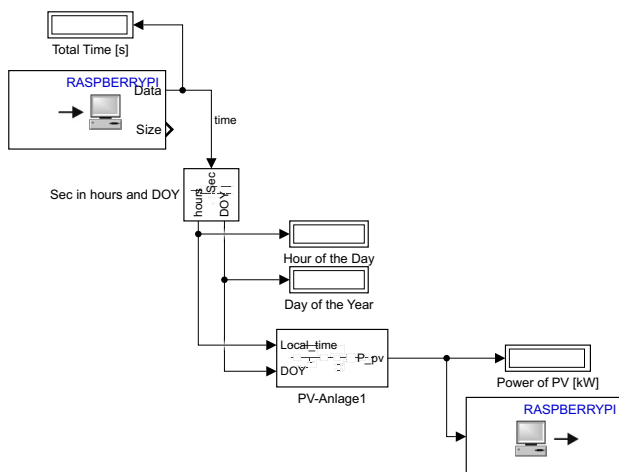 Total Time [s]
RASPBERRYPI
Data
Size
time
Sec in hours and DOY
Sec
hours
DOY
Hour of the Day
Day of the Year
Local_time
P_pv
DOY
PV-Anlage1
Power of PV [kW]
RASPBERRYPI